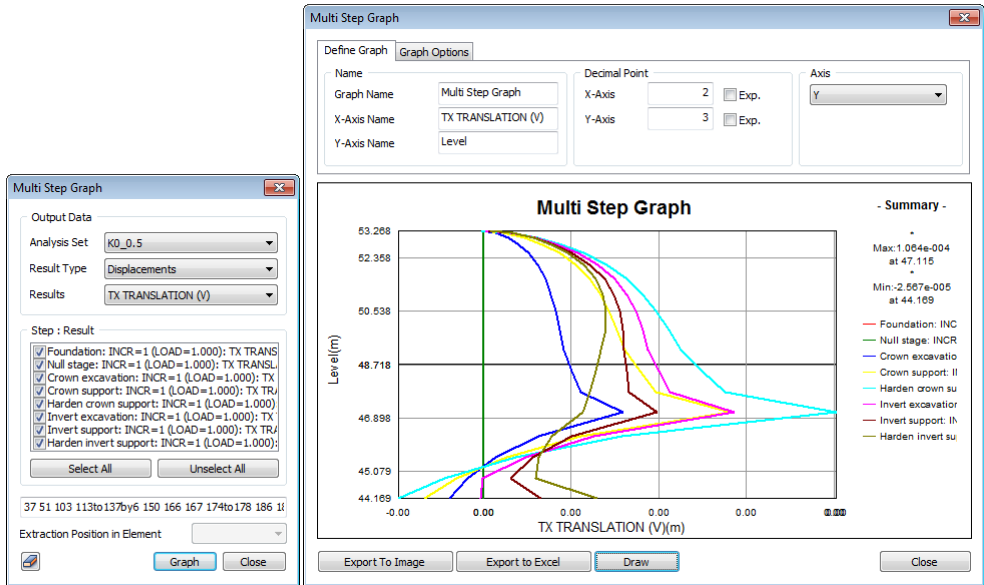 Multi Step Graph
Output Data
Analysis Set K0_0.5
Result Type Displacements
Results TX TRANSLATION (V)
Step : Result
Foundation: INCR=1 (LOAD=1.000): TX TRANS
Null stage: INCR=1 (LOAD=1.000): TX TRANSL
Crown excavation: INCR=1 (LOAD=1.000): TX
Crown support: INCR=1 (LOAD=1.000): TX TR
Harden crown support: INCR=1 (LOAD=1.000)
Invert excavation: INCR=1 (LOAD=1.000): TX
Invert support: INCR=1 (LOAD=1.000): TX TRA
Harden invert support: INCR=1 (LOAD=1.000):
Select All Unselect All
37 51 103 113to137by6 150 166 167 174to178 186
Extraction Position in Element
Graph Close
Multi Step Graph
Define Graph Graph Options
Name
Graph Name Multi Step Graph
X-Axis Name TX TRANSLATION (V)
Y-Axis Name Level
Decimal Point
X-Axis 2 Exp.
Y-Axis 3 Exp.
Axis
Y
Multi Step Graph
53.268
52.358
50.538
48.718
46.898
45.079
44.169
Level(m)
-0.00 0.00 0.00 0.00 0.00
TX TRANSLATION (V)(m)
- Summary -
*
Max:1.064e-004
at 47.115
*
Min:-2.567e-005
at 44.169
Foundation: INC
Null stage: INCR
Crown excavatio
Crown support: II
Harden crown su
Invert excavation
Invert support: IN
Harden invert su
Export To Image Export to Excel Draw Close